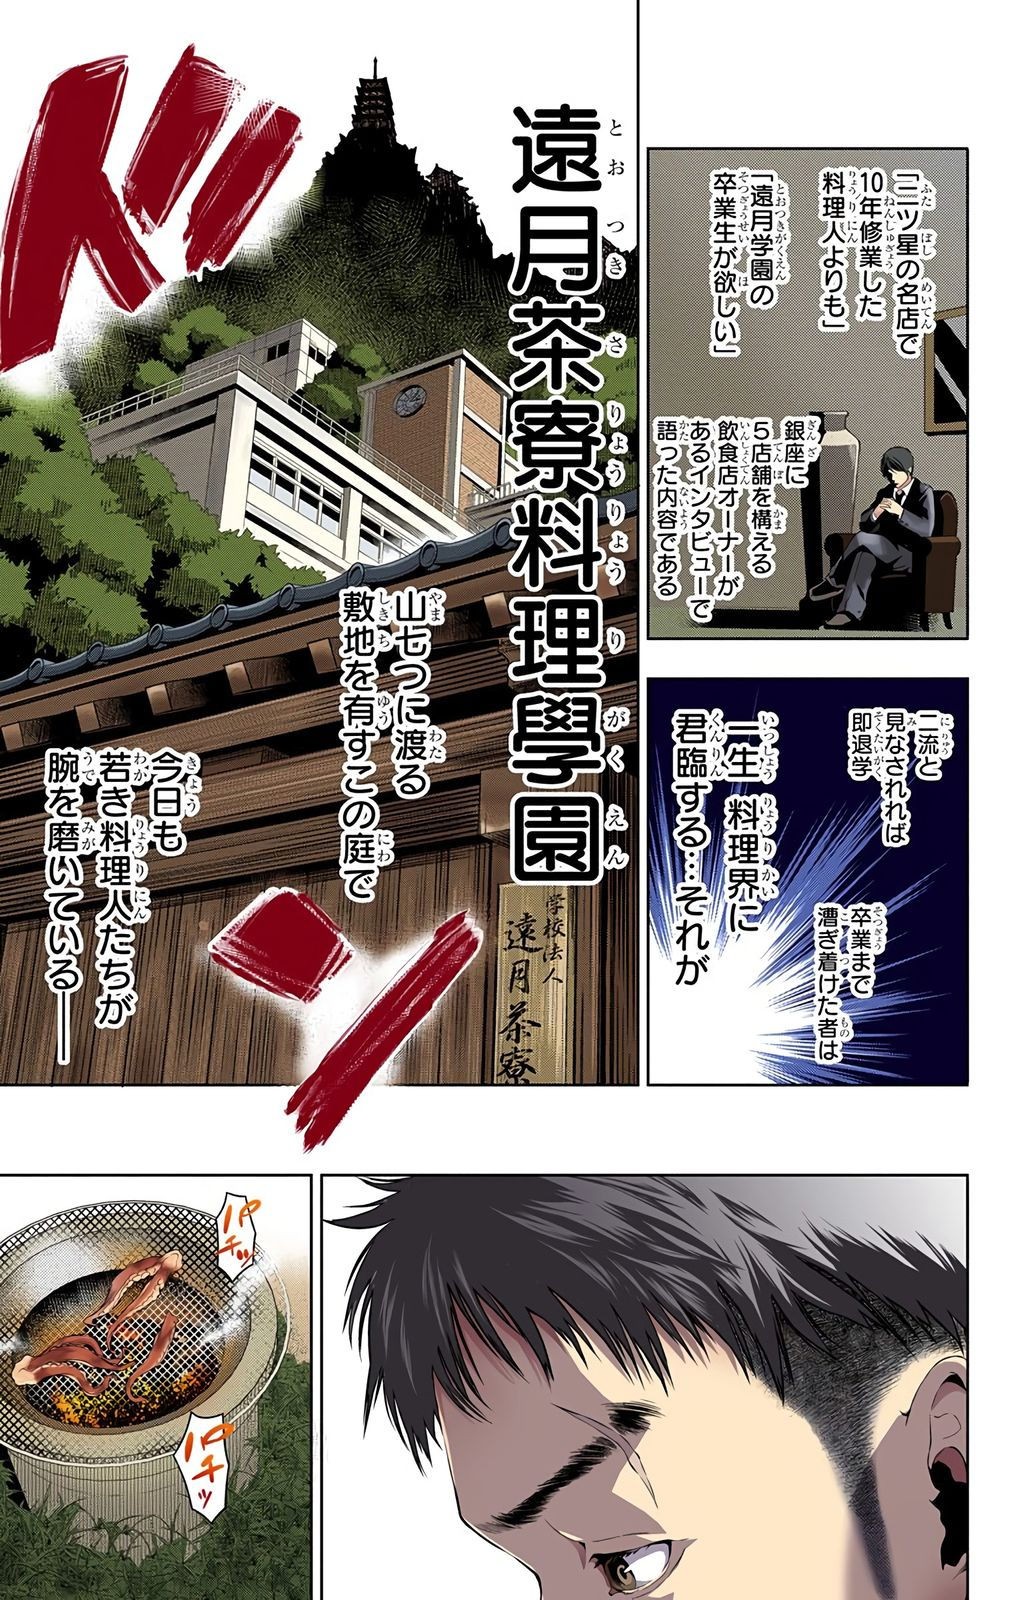 「二ツ星の名店で
10年修業した
料理人よりも」
「遠月学園の
卒業生が欲しい」
銀座に
5店舗を構える
飲食店オーナーが
あるインタビューで
語った内容である
二流と
見なされれば
即退学
卒業まで
漕ぎ着けた者は
一生 料理界に
君臨する…それが
遠月茶寮料理學園
ドン
学校法人
遠月茶寮
山七つに渡る
敷地を有すこの庭で
今日も
若き料理人たちが
腕を磨いている――
パチッ
パチッ